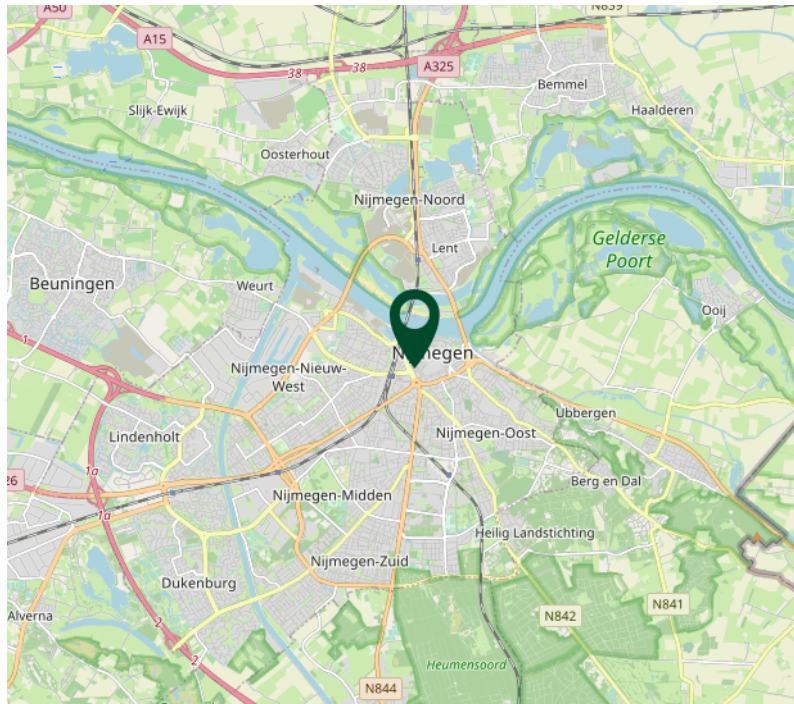 A50
N839
A15
38
38
A325
Bemmel
Slijk-Ewijk
Haalderen
Oosterhout
Nijmegen-Noord
Lent
Gelderse
Poort
Beuningen
Weurt
Ooij
1
Nijmegen
Nijmegen-Nieuw-
West
Ubbergen
Lindenholt
Nijmegen-Oost
1a
26
Berg en Dal
Nijmegen-Midden
1a
Heilig Landstichting
Nijmegen-Zuid
Dukenburg
N841
Alverna
2
N842
2
Heumensoord
N844